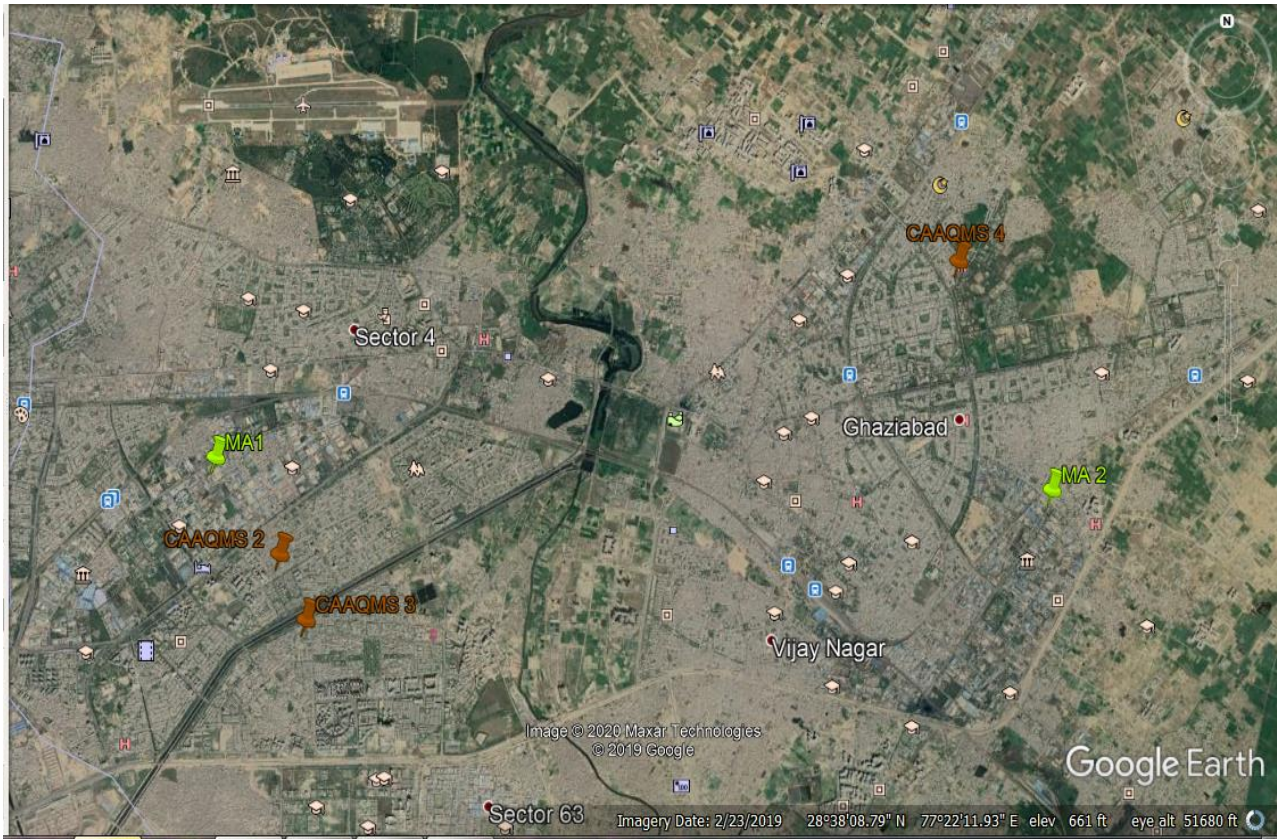 N
CAAQMS 4
Sector 4
Ghaziabad
MA1
MA 2
CAAQMS 2
CAAQMS 3
Vijay Nagar
Image © 2020 Maxar Technologies
© 2019 Google
Google Earth
Sector 63
Imagery Date: 2/23/2019 28°38'08.79" N 77°22'11.93" E elev 661 ft eye alt 51680 ft